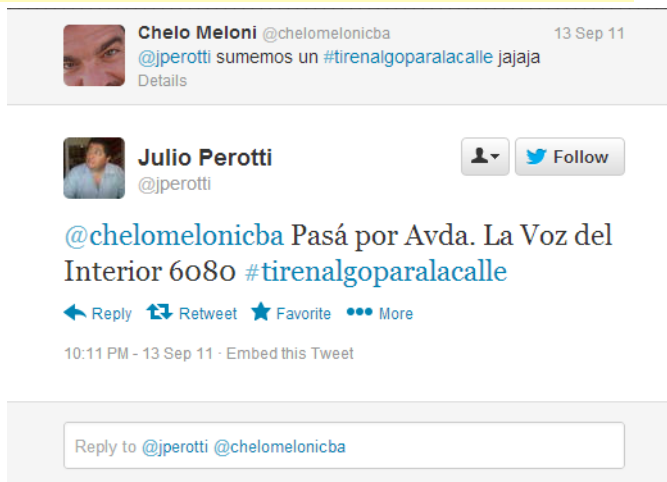 Chelo Meloni @chelomelonicba 13 Sep 11
@jperotti sumemos un #tirenalgoparalacalle jajaja
Details
Julio Perotti
@jperotti
Follow
@chelomelonicba Pasá por Avda. La Voz del
Interior 6080 #tirenalgoparalacalle
Reply Retweet Favorite More
10:11 PM - 13 Sep 11 · Embed this Tweet
Reply to @jperotti @chelomelonicba